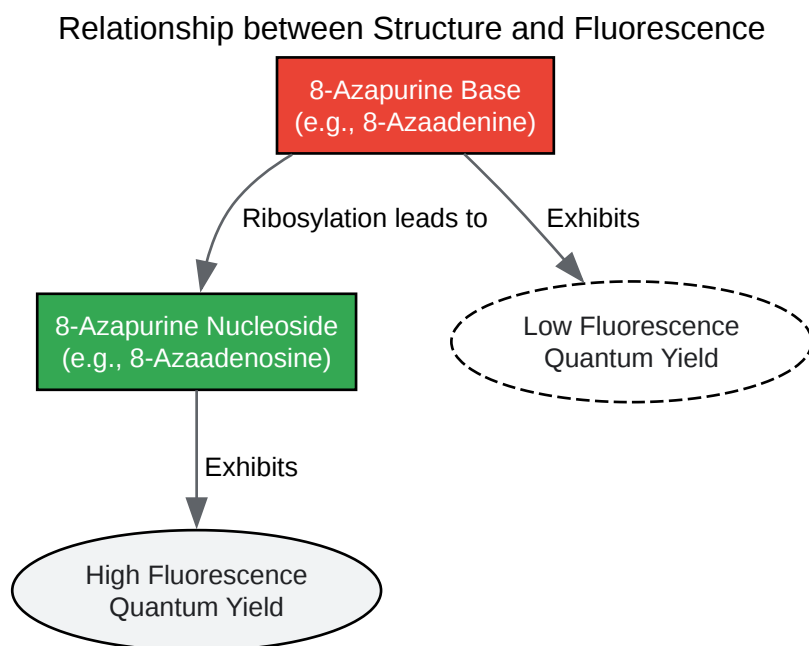 Relationship between Structure and Fluorescence
8-Azapurine Base
(e.g., 8-Azaadenine)
Ribosylation leads to
Exhibits
8-Azapurine Nucleoside
(e.g., 8-Azaadenosine)
Low Fluorescence
Quantum Yield
Exhibits
High Fluorescence
Quantum Yield